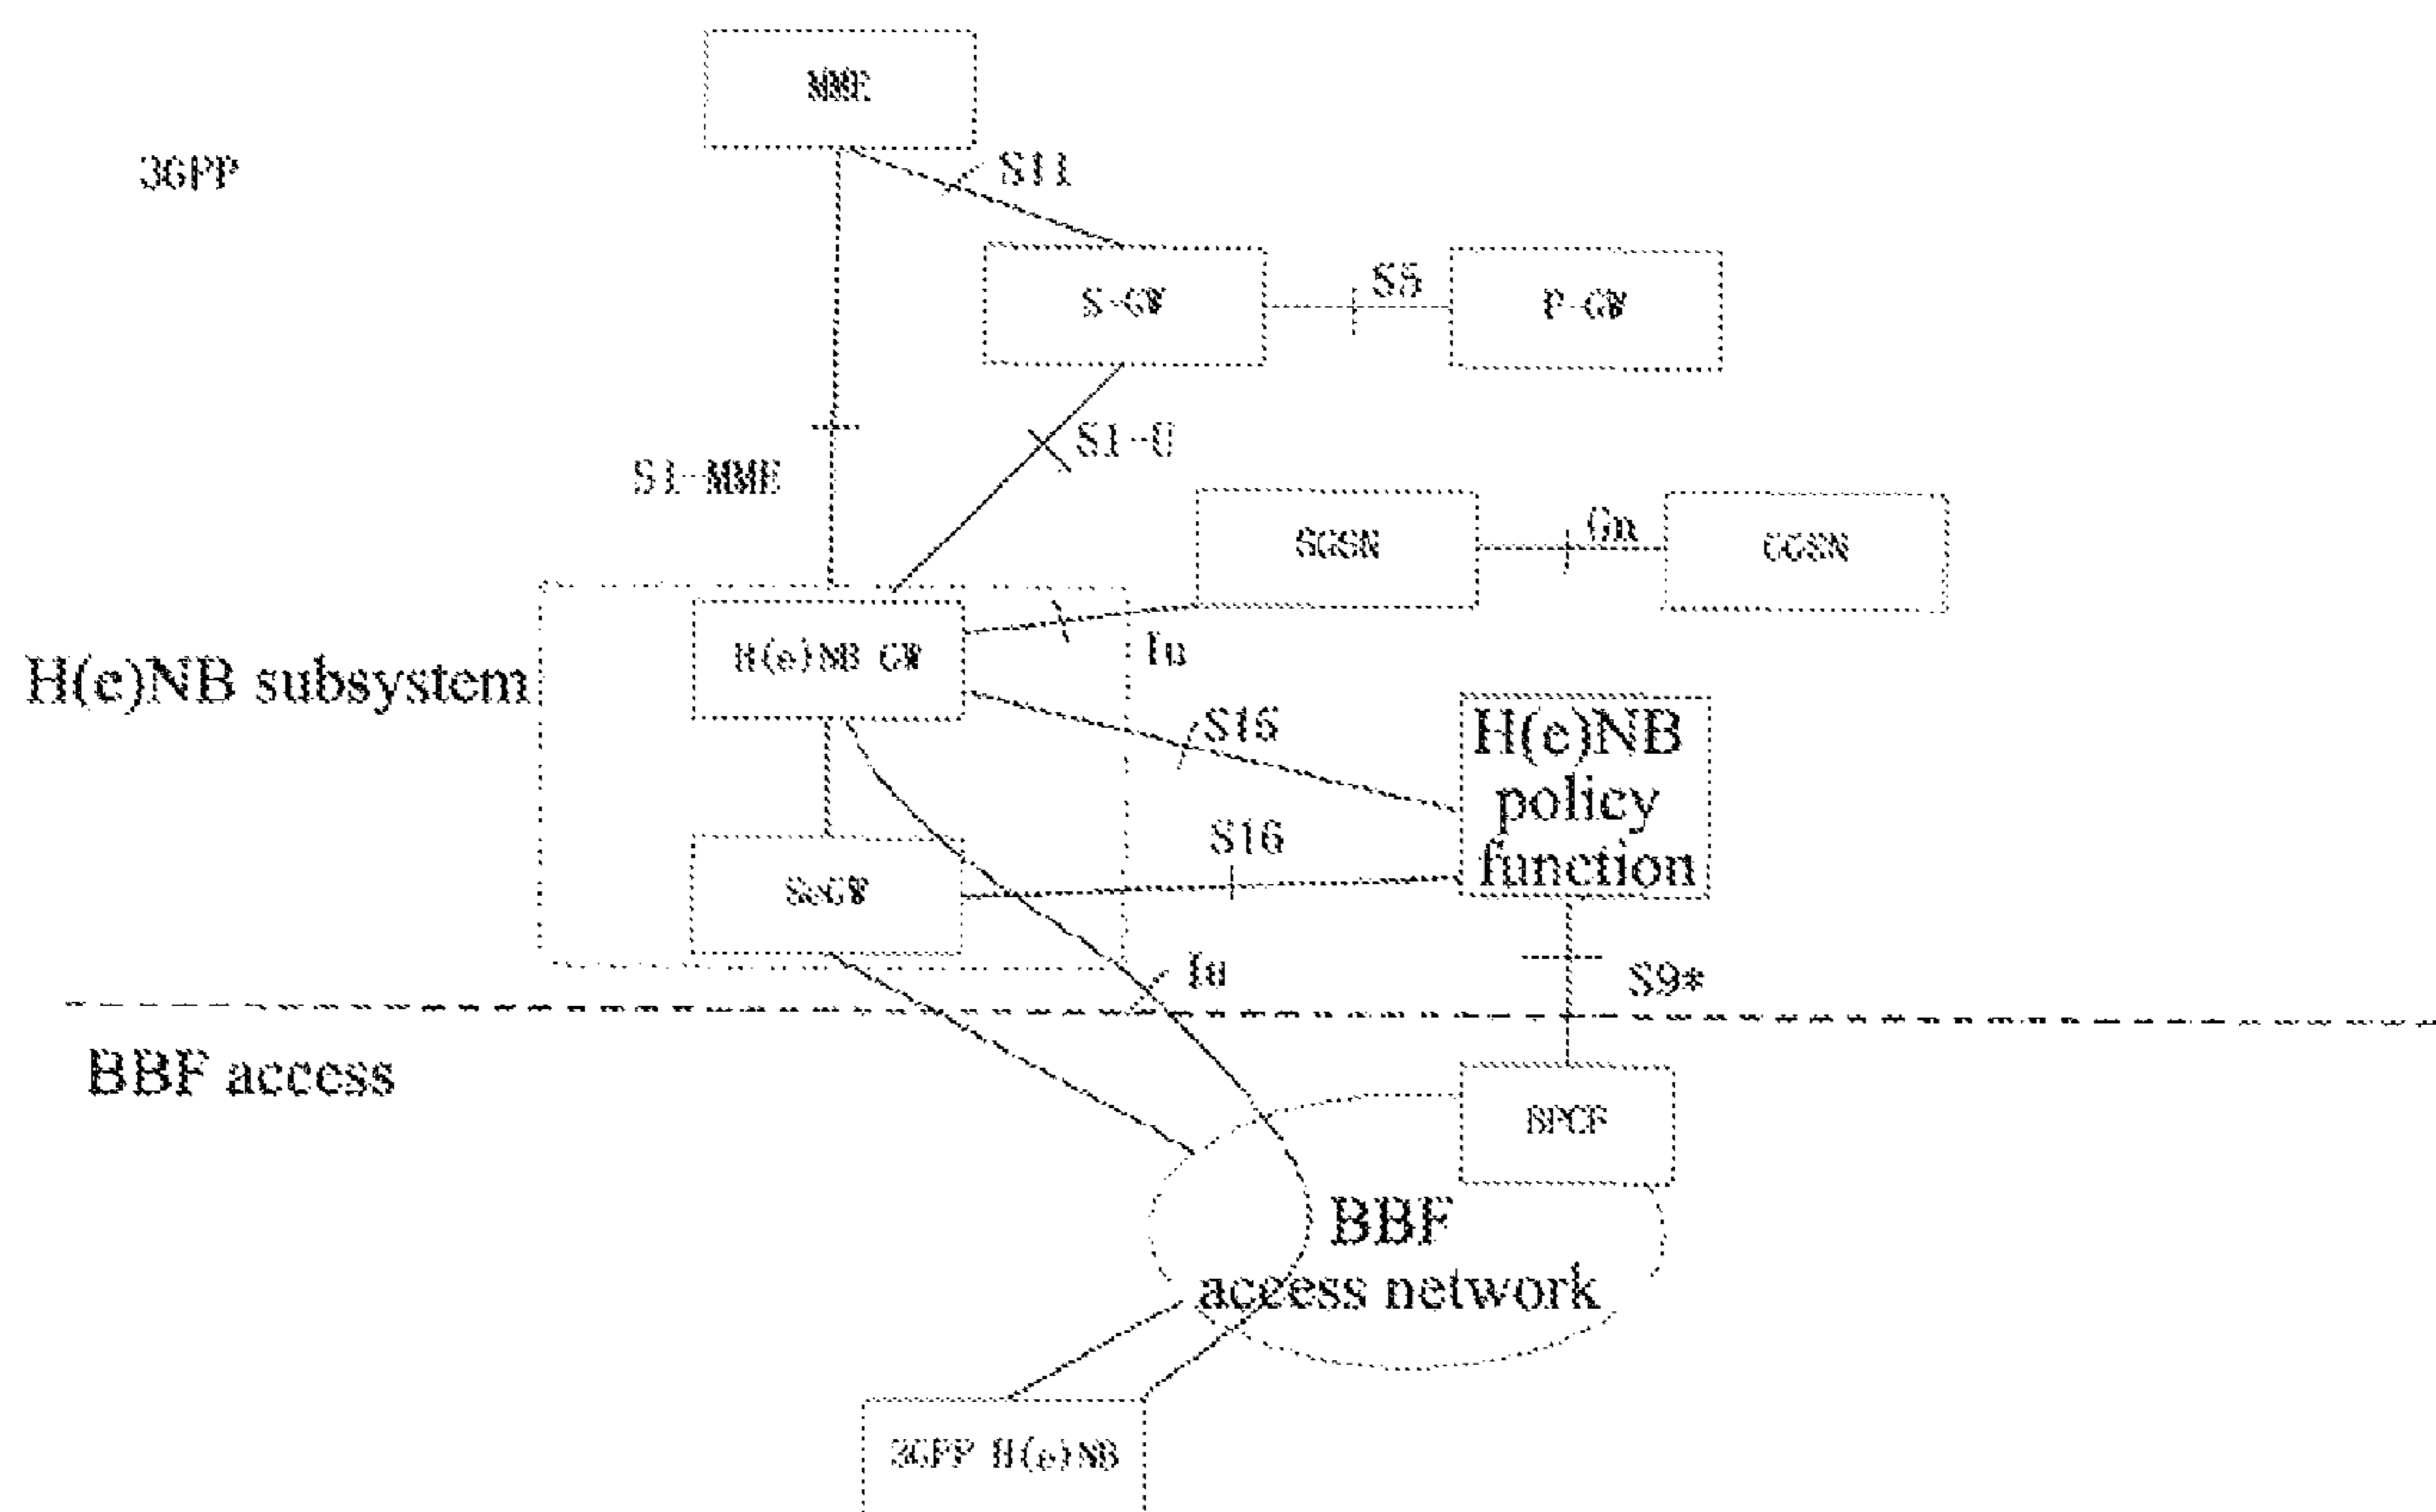 MME
3GPP
S11
S-GW
S5
P-GW
S1-MME
S1-U
SGSN
Gn
GGSN
H(e)NB subsystem
H(e)NB GW
Iu
S16
H(e)NB
policy
function
S16
SeGW
Iu
S9*
BBF access
BPCF
BBF
access network
3GPP H(e)NB